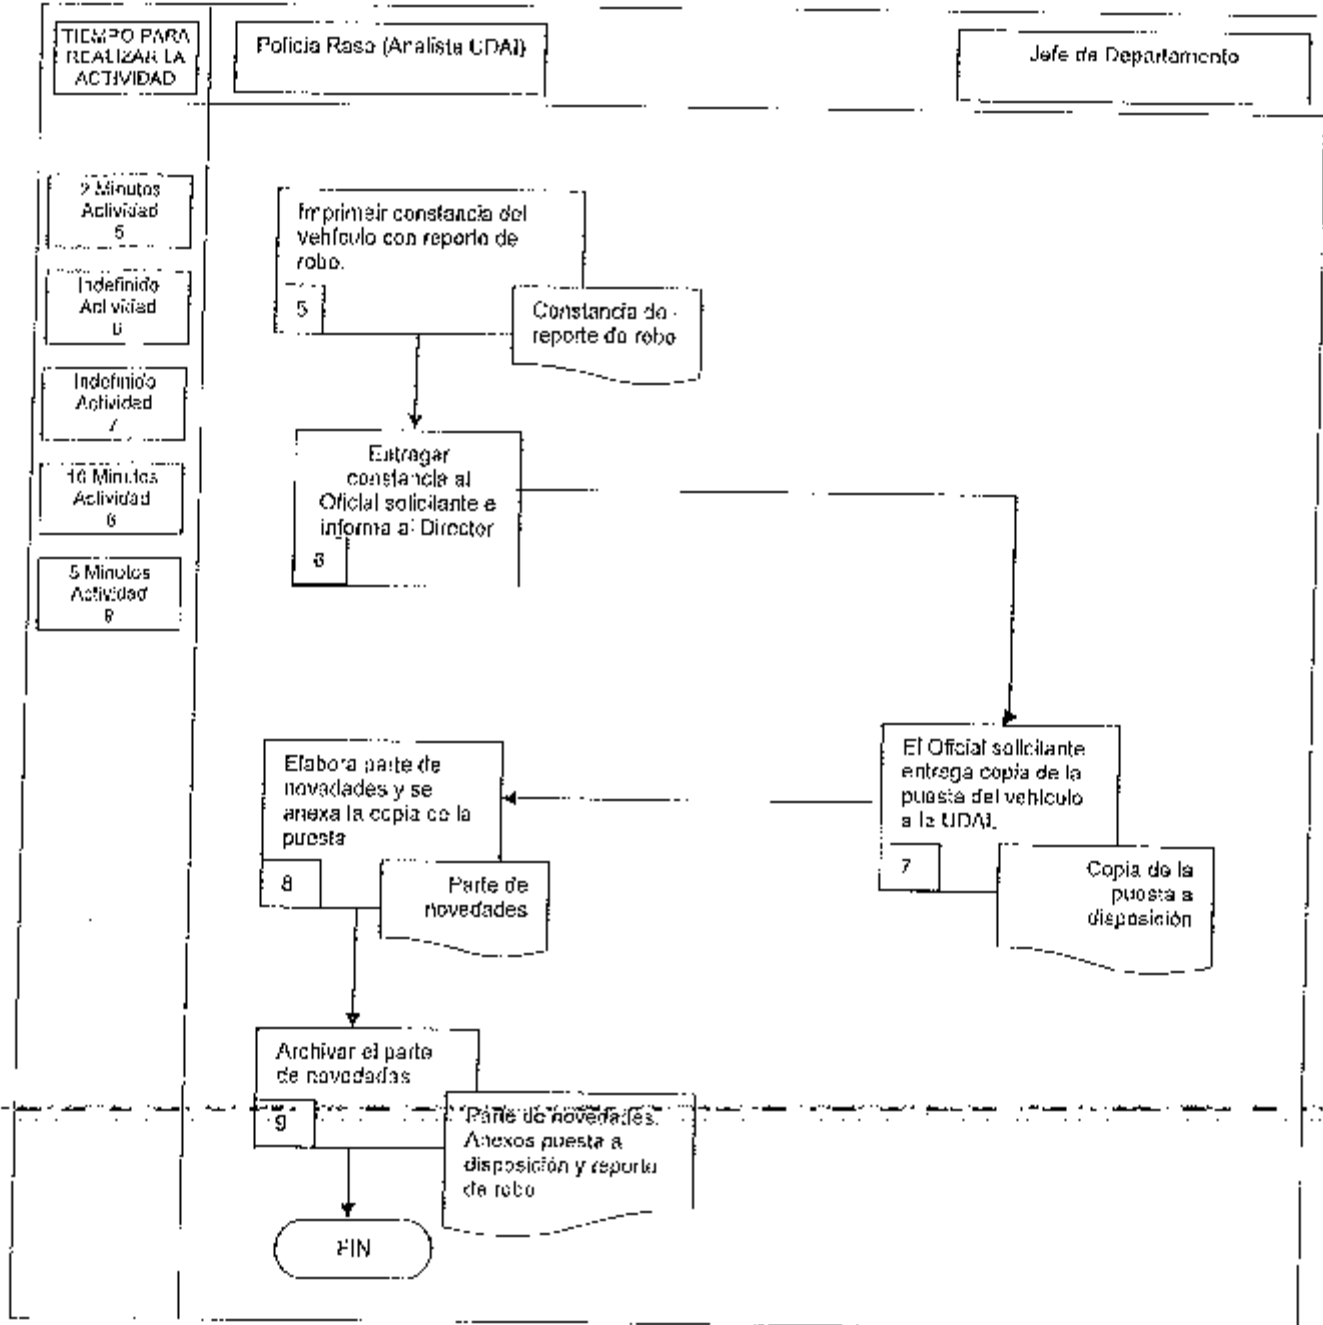 TIEMPO PARA
REALIZAR LA
ACTIVIDAD
Policía Raso (Analista UDAI)
Jefe de Departamento
2 Minutos
Actividad
5
Indefinido
Actividad
6
Indefinido
Actividad
7
10 Minutos
Actividad
8
5 Minutos
Actividad
9
Imprimeir constancia del
vehículo con reporte de
robo.
5
Constancia de
reporte de robo
Entregar
constancia al
Oficial solicitante e
informa al Director
6
El Oficial solicitante
entrega copia de la
puesta del vehículo
a la UDAI.
7
Copia de la
puesta a
disposición
Elabora parte de
novedades y se
anexa la copia de la
puesta
8
Parte de
novedades
Archivar el parte
de novedades
9
Parte de novedades.
Anexos puesta a
disposición y reporte
de robo
FIN